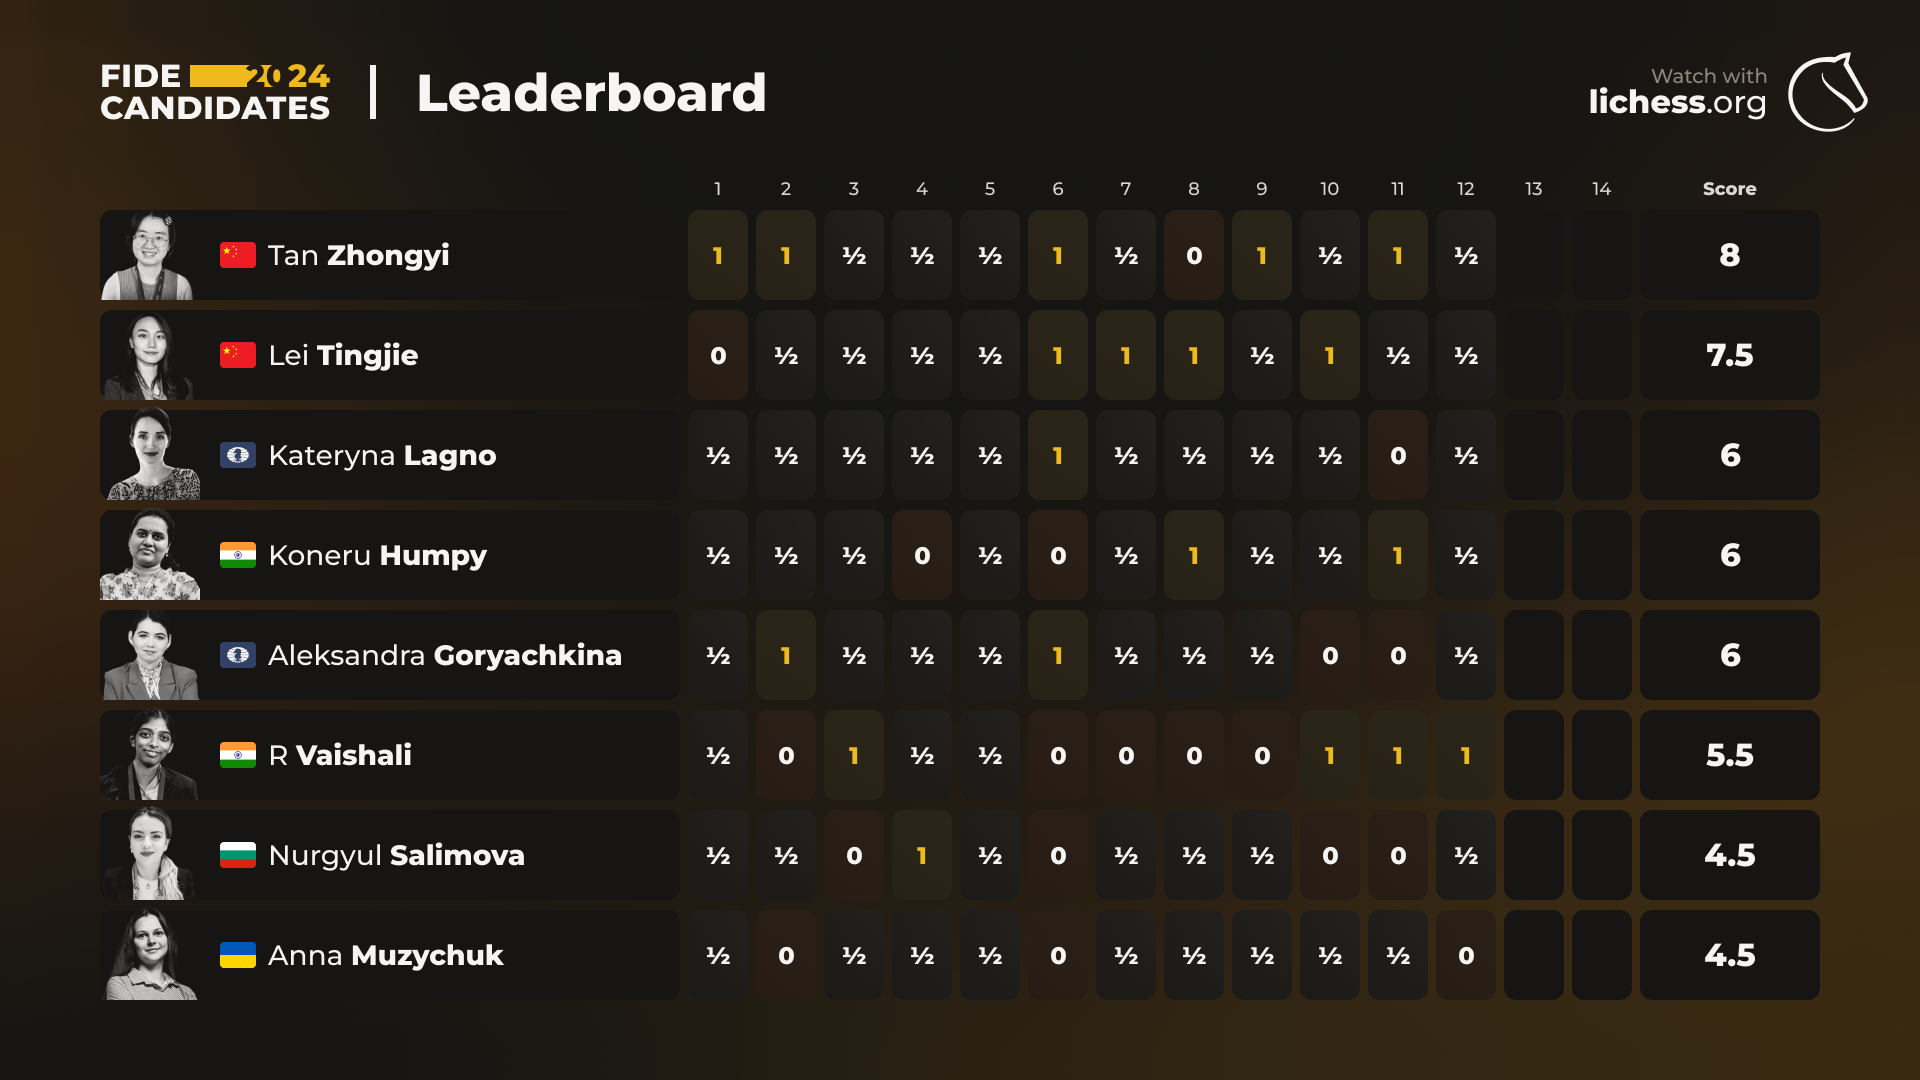 FIDE 2024
CANDIDATES
Leaderboard
Watch with
lichess.org
1 2 3 4 5 6 7 8 9 10 11 12 13 14 Score
Tan Zhongyi 1 1 ½ ½ ½ 1 ½ 0 1 ½ 1 ½ 8
Lei Tingjie 0 ½ ½ ½ ½ 1 1 1 ½ 1 ½ ½ 7.5
Kateryna Lagno ½ ½ ½ ½ ½ 1 ½ ½ ½ ½ 0 ½ 6
Koneru Humpy ½ ½ ½ 0 ½ 0 ½ 1 ½ ½ 1 ½ 6
Aleksandra Goryachkina ½ 1 ½ ½ ½ 1 ½ ½ ½ 0 0 ½ 6
R Vaishali ½ 0 1 ½ ½ 0 0 0 0 1 1 1 5.5
Nurgyul Salimova ½ ½ 0 1 ½ 0 ½ ½ ½ 0 0 ½ 4.5
Anna Muzychuk ½ 0 ½ ½ ½ 0 ½ ½ ½ ½ ½ 0 4.5